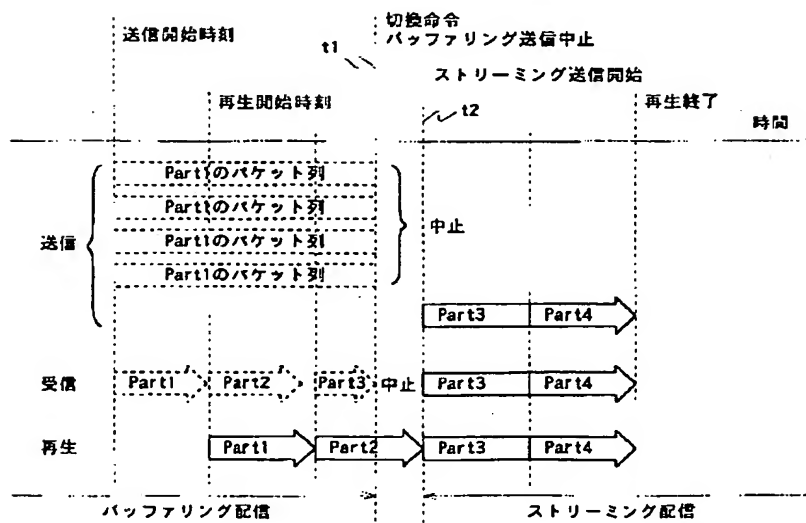 送信開始時刻
切換命令
バッファリング送信中止
t1
ストリーミング送信開始
再生開始時刻
t2
再生終了
時間
送信
Part1のパケット列
Part1のパケット列
Part1のパケット列
Part1のパケット列
中止
Part3 Part4
受信
Part1 Part2 Part3 中止 Part3 Part4
再生
Part1 Part2 Part3 Part4
バッファリング配信
ストリーミング配信